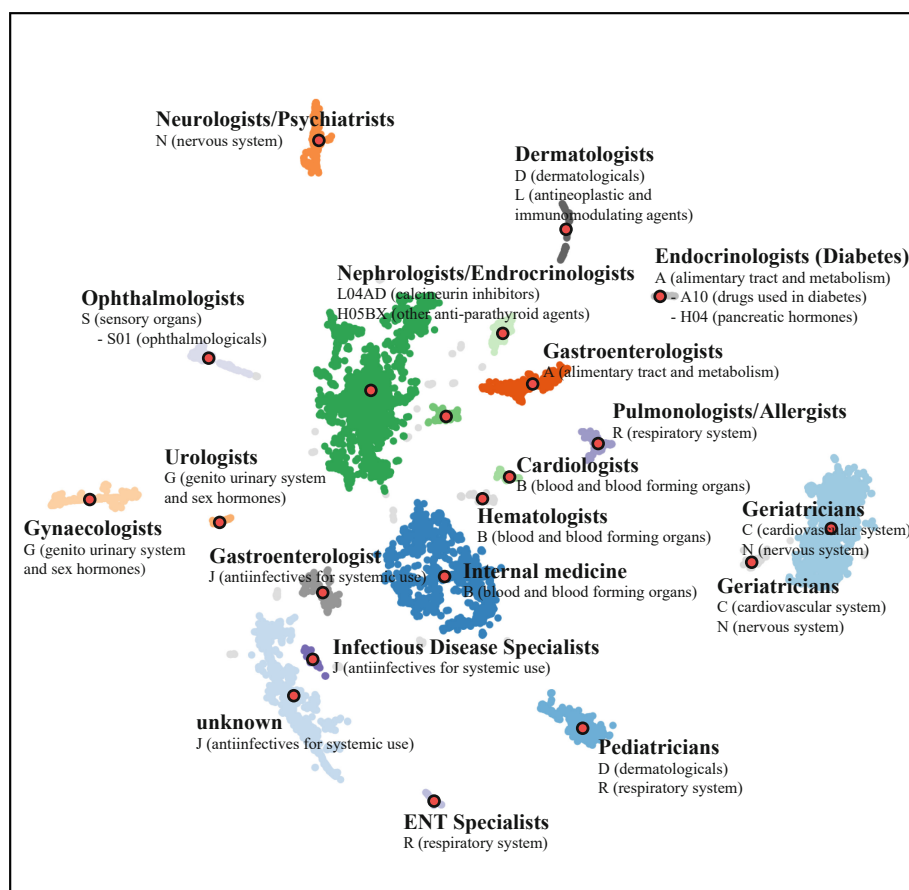 Neurologists/Psychiatrists
N (nervous system)
Dermatologists
D (dermatologicals)
L (antineoplastic and
immunomodulating agents)
Endocrinologists (Diabetes)
A (alimentary tract and metabolism)
- A10 (drugs used in diabetes)
- H04 (pancreatic hormones)
Nephrologists/Endrocrinologists
L04AD (calcineurin inhibitors)
H05BX (other anti-parathyroid agents)
Ophthalmologists
S (sensory organs)
- S01 (ophthalmologicals)
Gastroenterologists
A (alimentary tract and metabolism)
Pulmonologists/Allergists
R (respiratory system)
Urologists
G (genito urinary system
and sex hormones)
Cardiologists
B (blood and blood forming organs)
Gynaecologists
G (genito urinary system
and sex hormones)
Hematologists
B (blood and blood forming organs)
Geriatricians
C (cardiovascular system)
N (nervous system)
Gastroenterologist
J (antiinfectives for systemic use)
Internal medicine
B (blood and blood forming organs)
Geriatricians
C (cardiovascular system)
N (nervous system)
Infectious Disease Specialists
J (antiinfectives for systemic use)
unknown
J (antiinfectives for systemic use)
Pediatricians
D (dermatologicals)
R (respiratory system)
ENT Specialists
R (respiratory system)